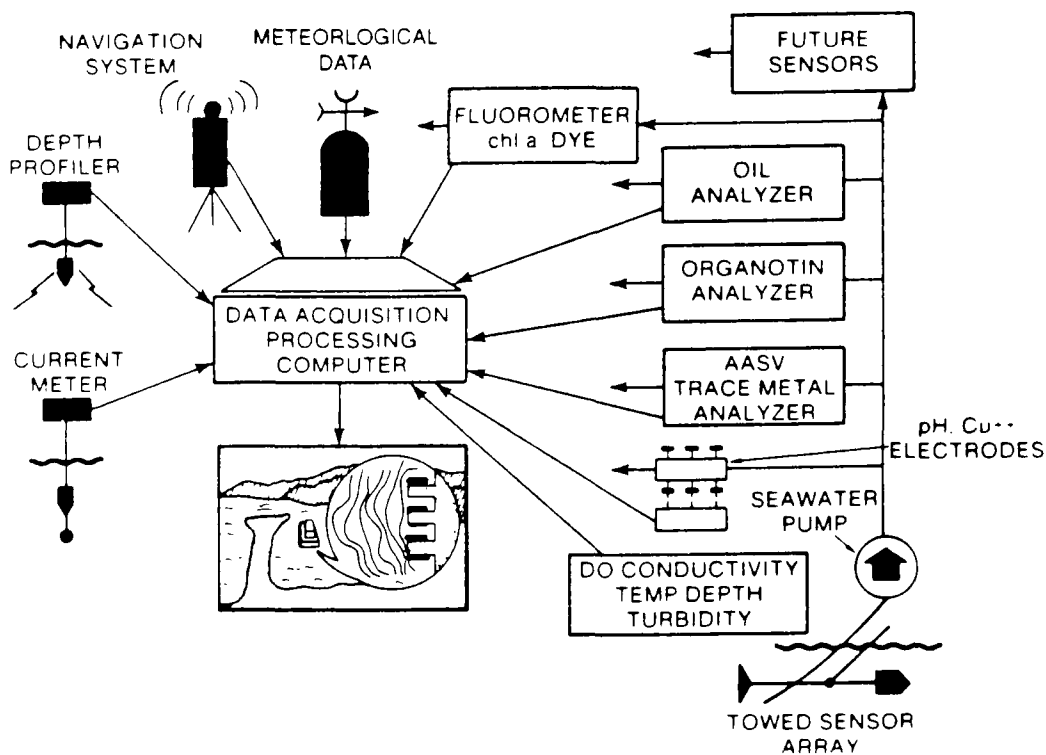 NAVIGATION
SYSTEM
METEORLOGICAL
DATA
FUTURE
SENSORS
FLUOROMETER
chl a DYE
DEPTH
PROFILER
OIL
ANALYZER
ORGANOTIN
ANALYZER
DATA ACQUISITION
PROCESSING
COMPUTER
CURRENT
METER
AASV
TRACE METAL
ANALYZER
pH. Cu++
ELECTRODES
SEAWATER
PUMP
DO CONDUCTIVITY
TEMP DEPTH
TURBIDITY
TOWED SENSOR
ARRAY